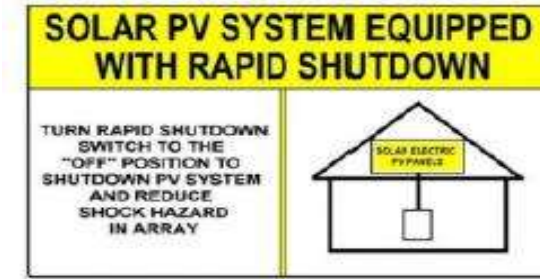 SOLAR PV SYSTEM EQUIPPED
WITH RAPID SHUTDOWN
TURN RAPID SHUTDOWN
SWITCH TO THE
"OFF" POSITION TO
SHUTDOWN PV SYSTEM
AND REDUCE
SHOCK HAZARD
IN ARRAY
SOLAR ELECTRIC
PV PANELS